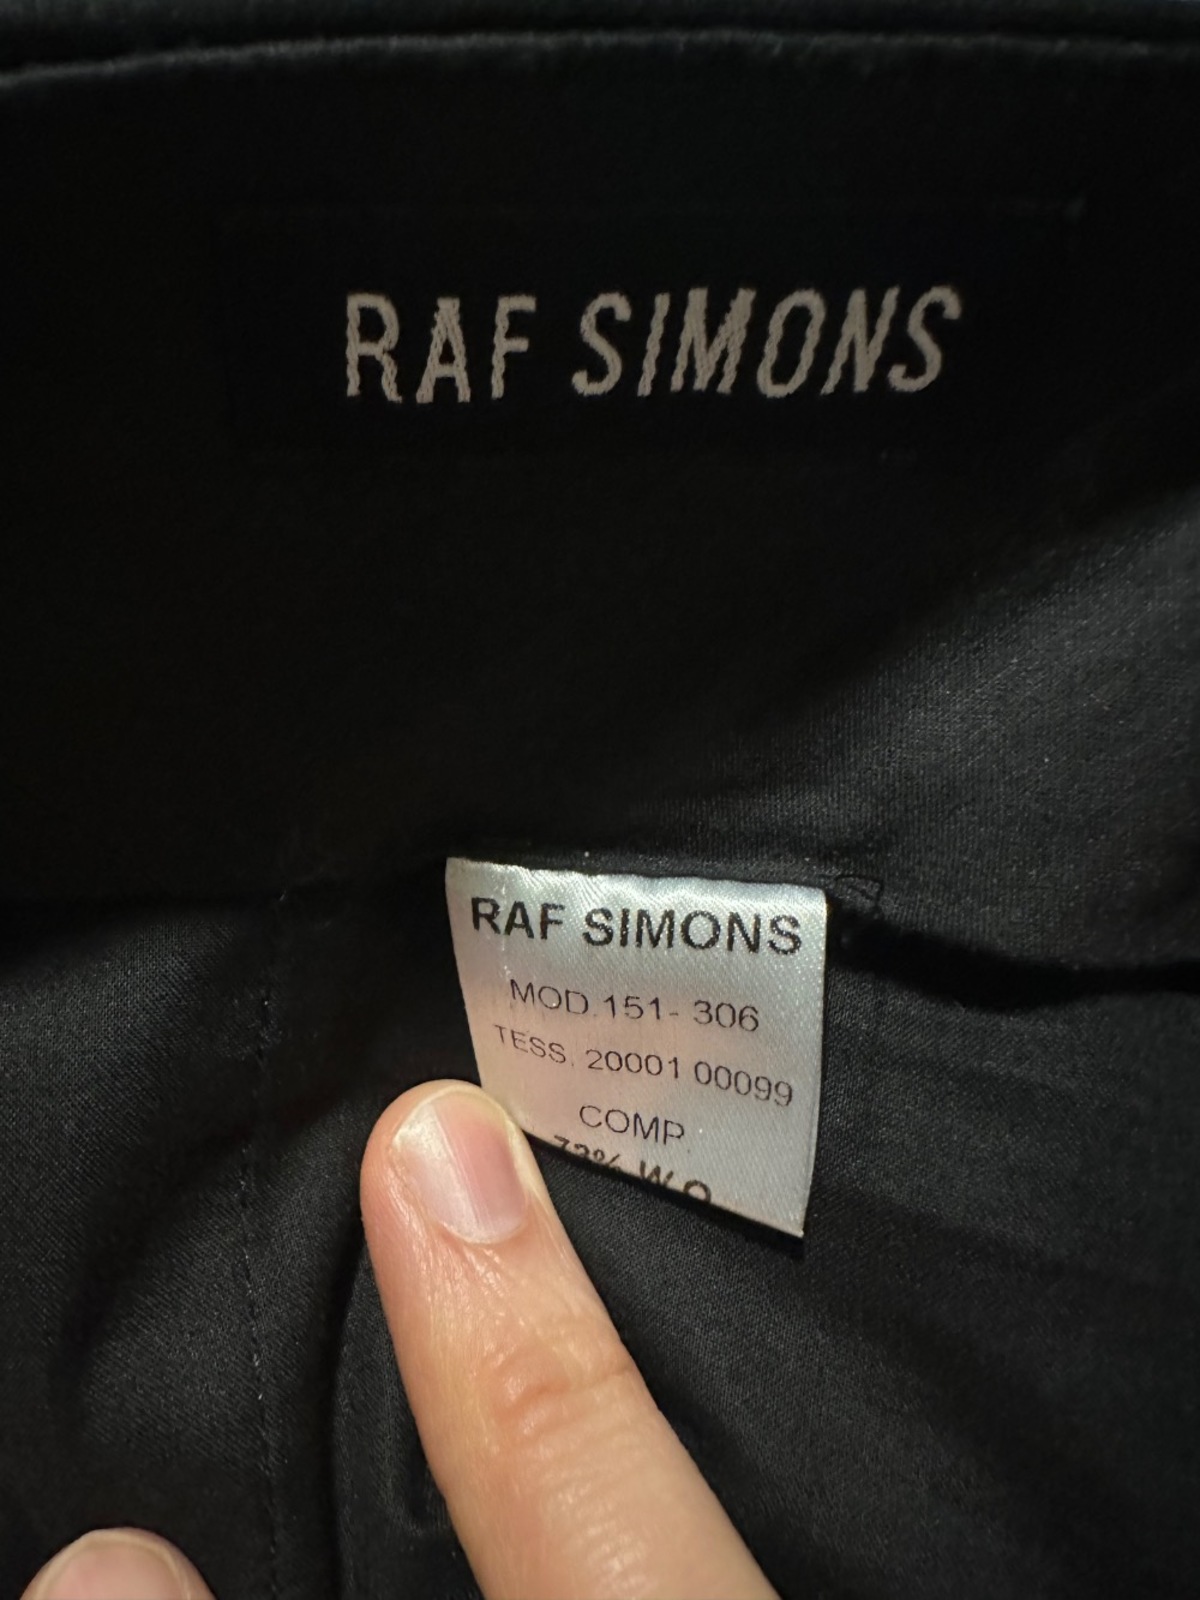 RAF SIMONS
RAF SIMONS
MOD.151- 306
TESS. 20001 00099
COMP.
W.O